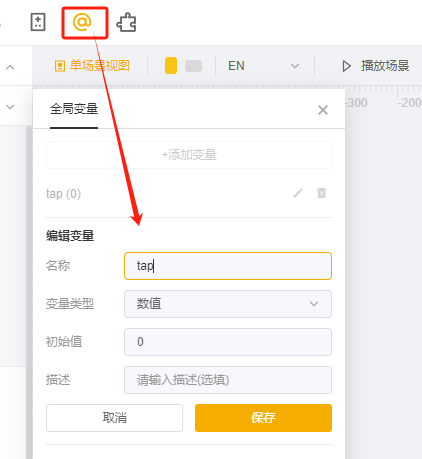 单场景视图 EN 播放场景
全局变量
-300 -200
+添加变量
tap (0)
编辑变量
名称 tap
变量类型 数值
初始值 0
描述 请输入描述(选填)
取消 保存